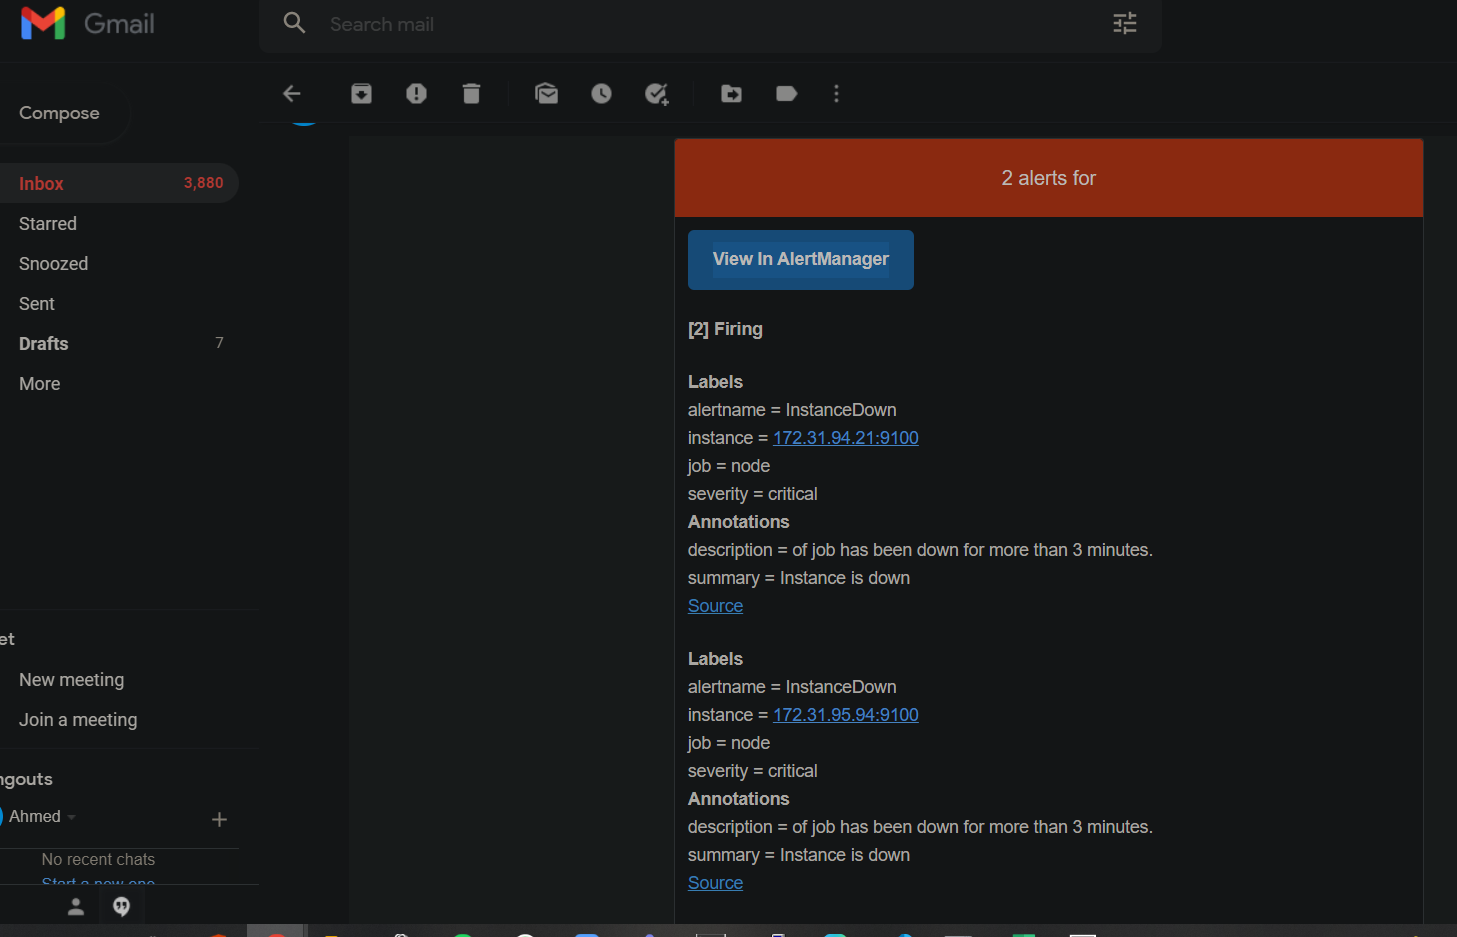 Gmail
Search mail
Compose
Inbox 3,880
Starred
Snoozed
Sent
Drafts 7
More
et
New meeting
Join a meeting
ngouts
Ahmed
No recent chats
Start a new one
2 alerts for
View In AlertManager
[2] Firing
Labels
alertname = InstanceDown
instance = 172.31.94.21:9100
job = node
severity = critical
Annotations
description = of job has been down for more than 3 minutes.
summary = Instance is down
Source
Labels
alertname = InstanceDown
instance = 172.31.95.94:9100
job = node
severity = critical
Annotations
description = of job has been down for more than 3 minutes.
summary = Instance is down
Source